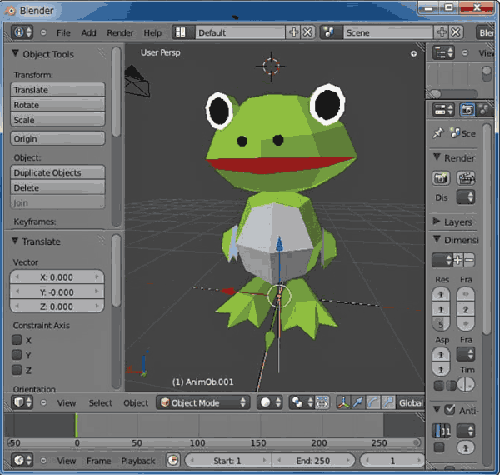 Blender
File Add Render Help
Default
Scene
Ble
Object Tools
Transform:
Translate
Rotate
Scale
Origin
Object:
Duplicate Objects
Delete
Join
Keyframes:
Translate
Vector
X: 0.000
Y: -0.000
Z: 0.000
Constraint Axis
X
Y
Z
Orientation
User Persp
(1) AnimOb.001
View Select Object Object Mode Global
Vie
Sce
Render
Dis
Layers
Dimensi
Res Fra
Asp Fra
Tim
Anti-
-50 0 50 100 150 200 250
View Frame Playback Start: 1 End: 250 1